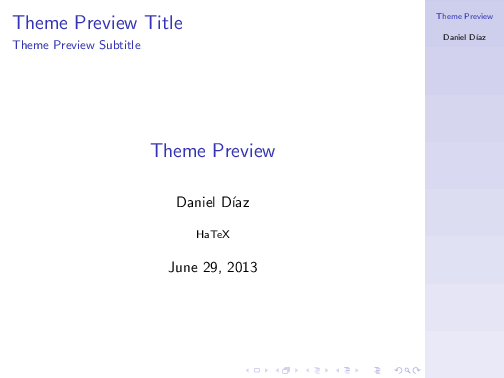 Theme Preview Title
Theme Preview Subtitle
Theme Preview
Daniel Díaz
HaTeX
June 29, 2013
Theme Preview
Daniel Díaz